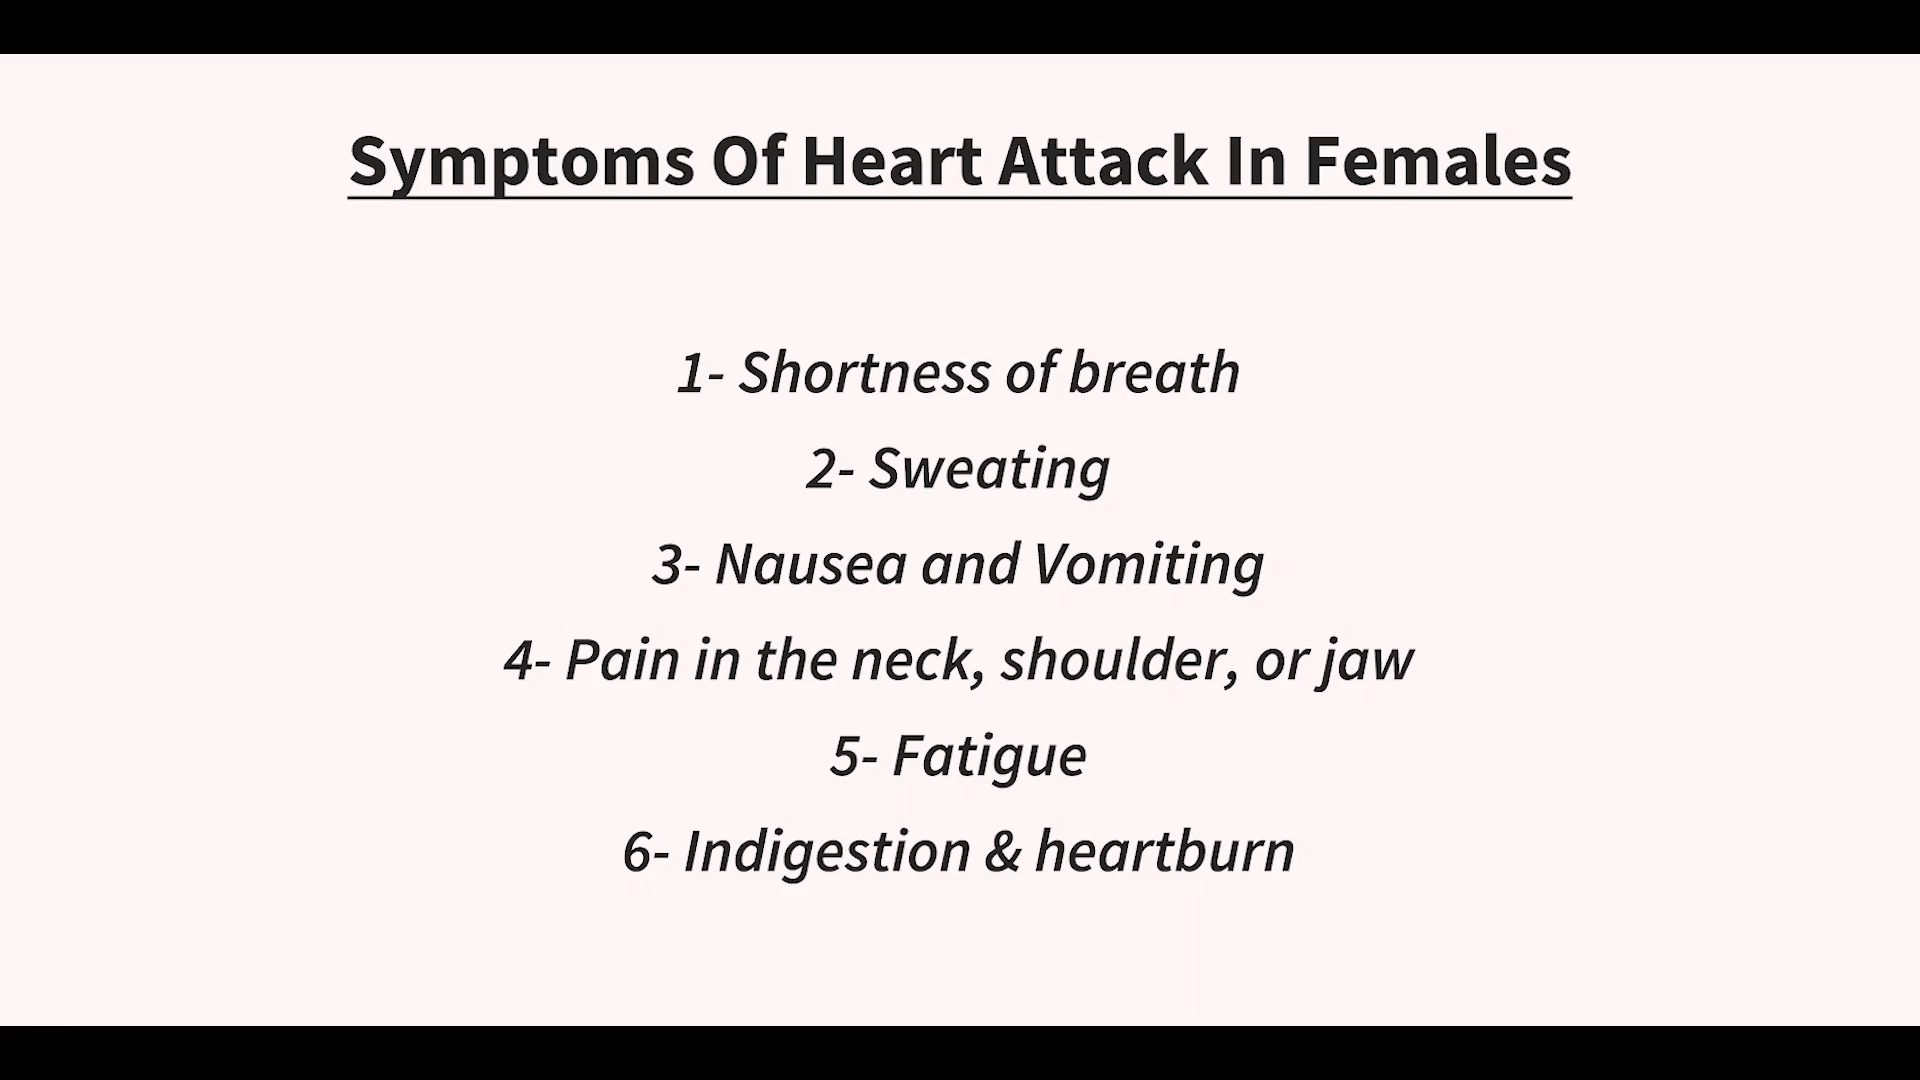 Symptoms Of Heart Attack In Females
1- Shortness of breath
2- Sweating
3- Nausea and Vomiting
4- Pain in the neck, shoulder, or jaw
5- Fatigue
6- Indigestion & heartburn